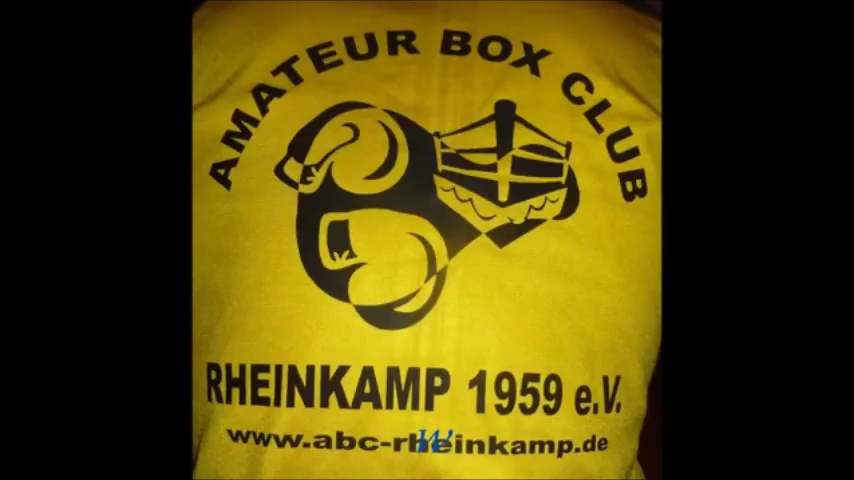 AMATEUR BOX CLUB
RHEINKAMP 1959 e.V.
www.abc-rheinkamp.de
W